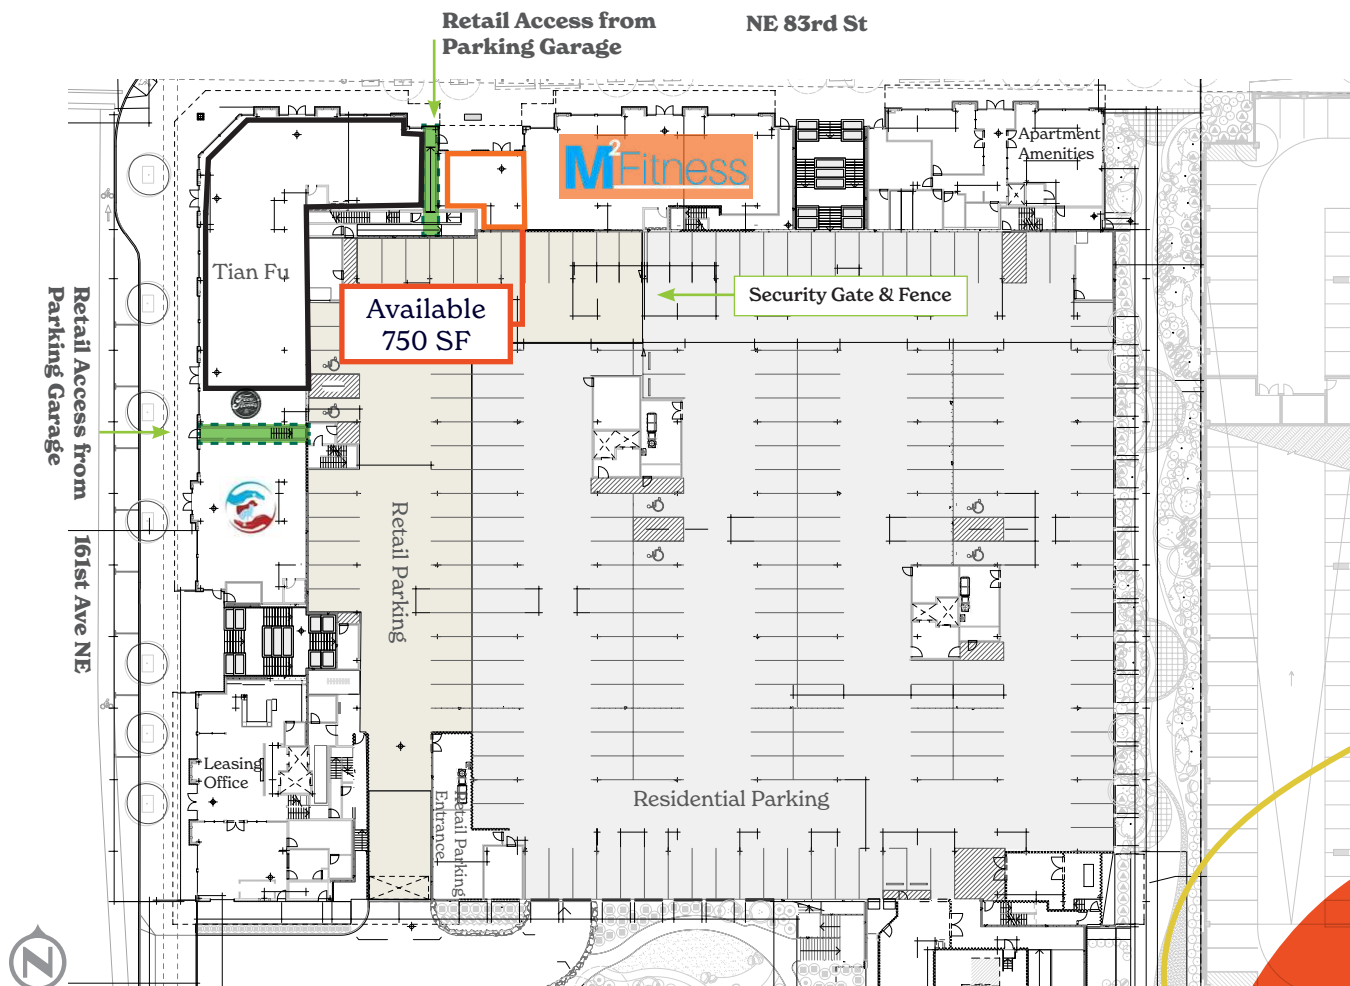 Retail Access from
Parking Garage
NE 83rd St
M2Fitness
Apartment
Amenities
Tian Fu
Security Gate & Fence
Available
750 SF
Retail Access from
Parking Garage
Retail Parking
161st Ave NE
Leasing
Office
Retail Parking
Entrance
Residential Parking
N